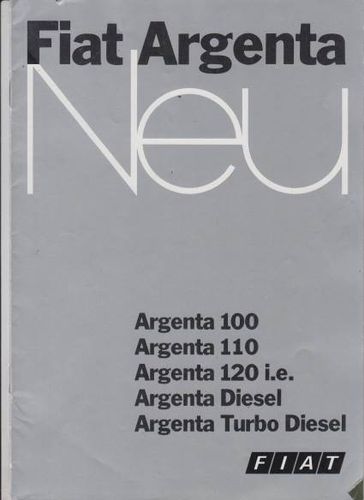 Fiat Argenta
Neu
Argenta 100
Argenta 110
Argenta 120 i.e.
Argenta Diesel
Argenta Turbo Diesel
FIAT